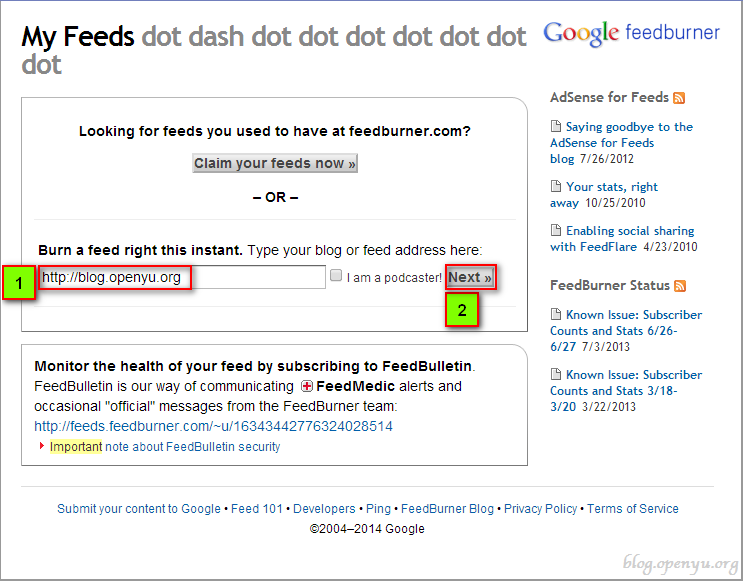 My Feeds dot dash dot dot dot dot dot dot
dot
Google feedburner
Looking for feeds you used to have at feedburner.com?
Claim your feeds now »
– OR –
Burn a feed right this instant. Type your blog or feed address here:
1
http://blog.openyu.org
I am a podcaster!
Next »
2
Monitor the health of your feed by subscribing to FeedBulletin.
FeedBulletin is our way of communicating FeedMedic alerts and
occasional "official" messages from the FeedBurner team:
http://feeds.feedburner.com/~u/16343442776324028514
Important note about FeedBulletin security
AdSense for Feeds
Saying goodbye to the
AdSense for Feeds
blog 7/26/2012
Your stats, right
away 10/25/2010
Enabling social sharing
with FeedFlare 4/23/2010
FeedBurner Status
Known Issue: Subscriber
Counts and Stats 6/26-
6/27 7/3/2013
Known Issue: Subscriber
Counts and Stats 3/18-
3/20 3/22/2013
Submit your content to Google • Feed 101 • Developers • Ping • FeedBurner Blog • Privacy Policy • Terms of Service
©2004–2014 Google
blog.openyu.org